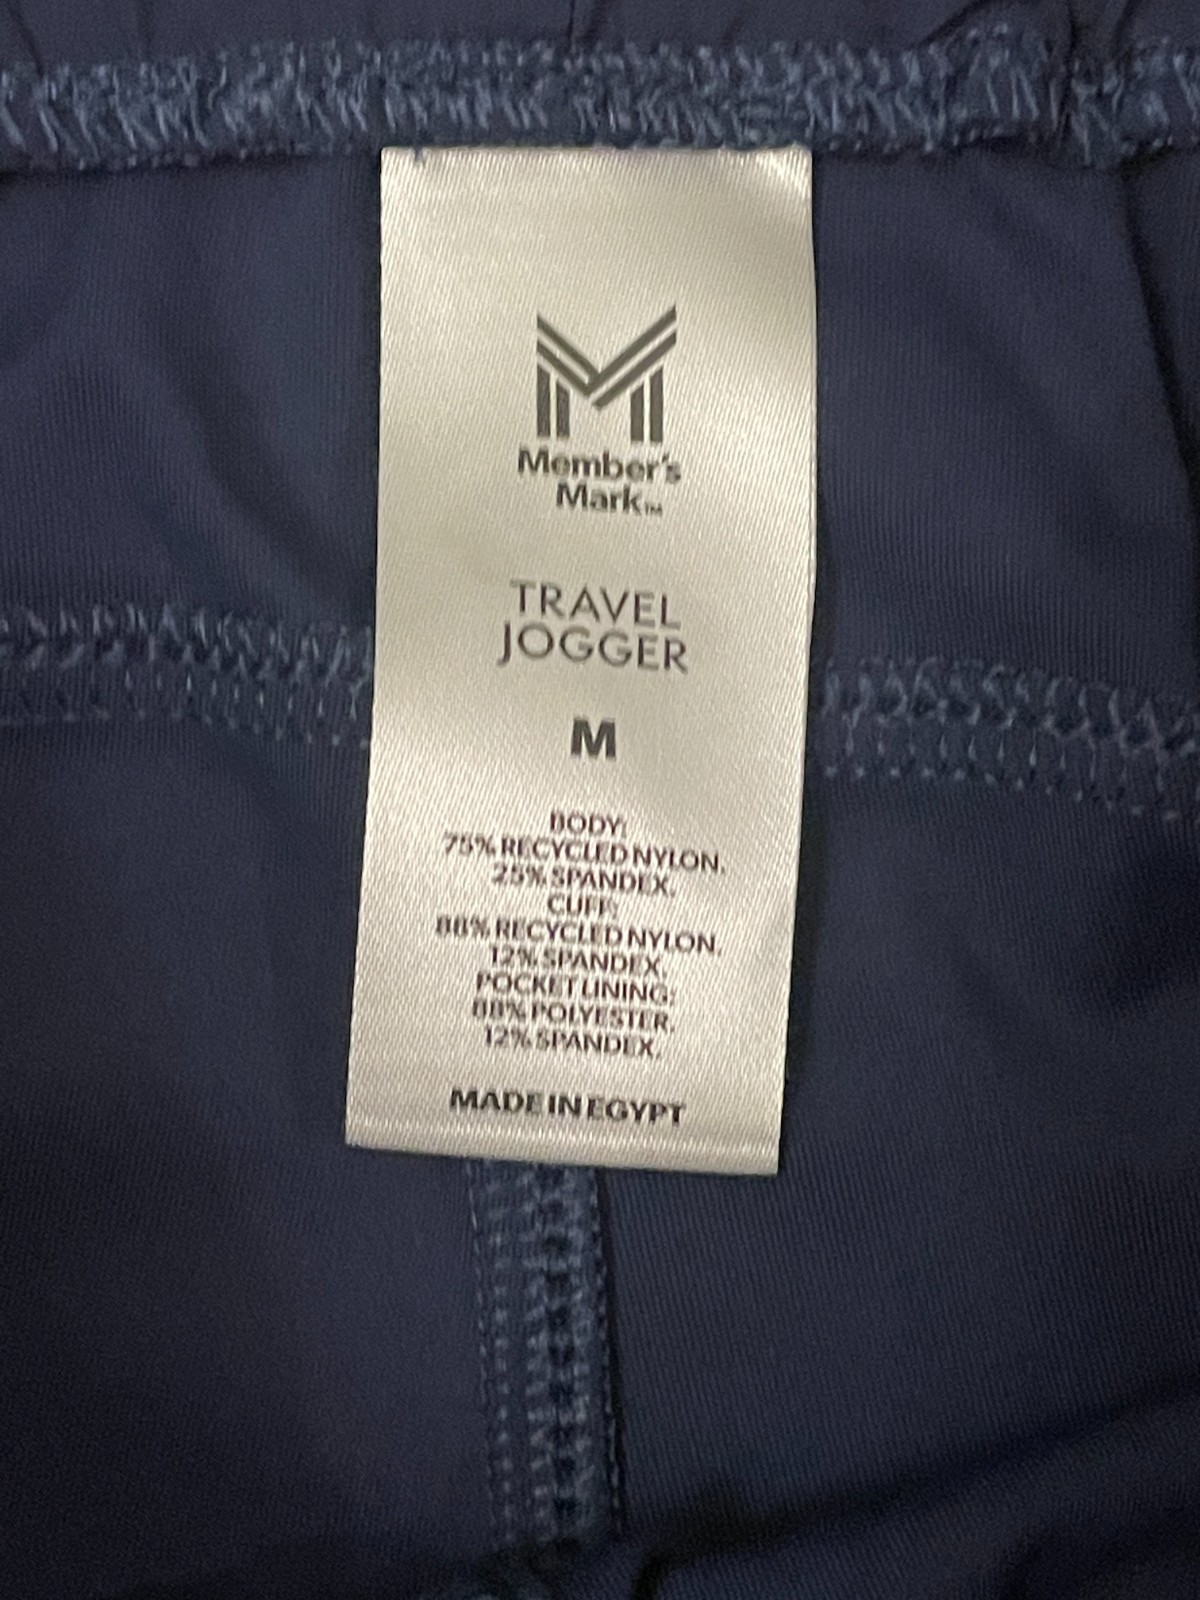 Member's
Mark™
TRAVEL
JOGGER
M
BODY:
75% RECYCLED NYLON.
25% SPANDEX.
CUFF:
88% RECYCLED NYLON.
12% SPANDEX.
POCKET LINING:
88% POLYESTER.
12% SPANDEX.
MADE IN EGYPT